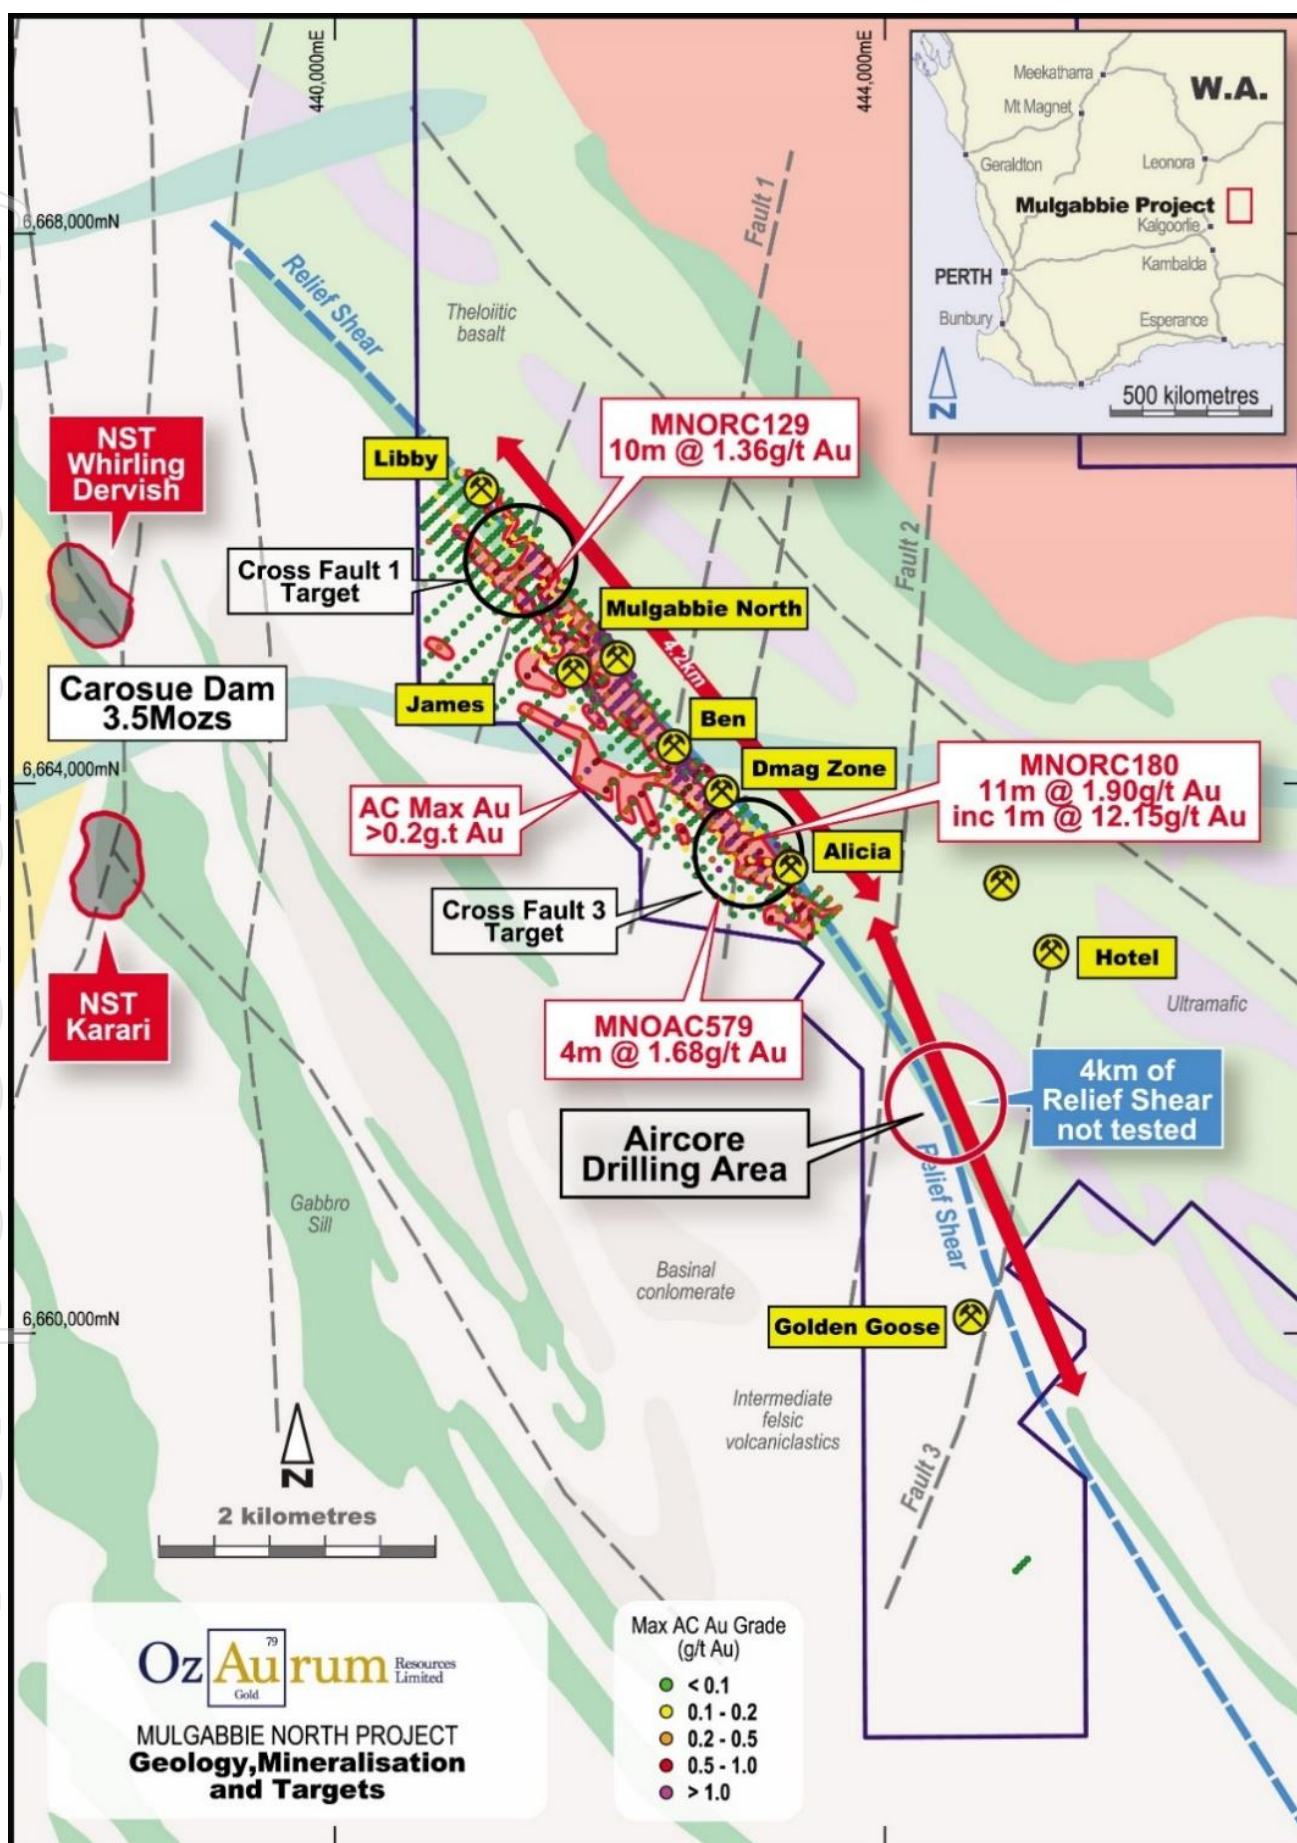 440,000mE
444,000mE
6,668,000mN
6,664,000mN
6,660,000mN
Meekatharra
W.A.
Mt Magnet
Geraldton
Leonora
Mulgabbie Project
Kalgoorlie
Kambalda
PERTH
Bunbury
Esperance
N
500 kilometres
Fault 1
Relief Shear
Theloiitic
basalt
NST
Whirling
Dervish
Libby
MNORC129
10m @ 1.36g/t Au
Fault 2
Cross Fault 1
Target
Mulgabbie North
4.2km
Carosue Dam
3.5Mozs
James
Ben
Dmag Zone
MNORC180
11m @ 1.90g/t Au
inc 1m @ 12.15g/t Au
AC Max Au
>0.2g.t Au
Alicia
Cross Fault 3
Target
Hotel
NST
Karari
Ultramafic
MNOAC579
4m @ 1.68g/t Au
4km of
Relief Shear
not tested
Aircore
Drilling Area
Relief Shear
Gabbro
Sill
Basinal
conlomerate
Golden Goose
Intermediate
felsic
volcaniclastics
Fault 3
N
2 kilometres
79
Oz Au rum Resources
Limited
Gold
MULGABBIE NORTH PROJECT
Geology,Mineralisation
and Targets
Max AC Au Grade
(g/t Au)
< 0.1
0.1 - 0.2
0.2 - 0.5
0.5 - 1.0
> 1.0